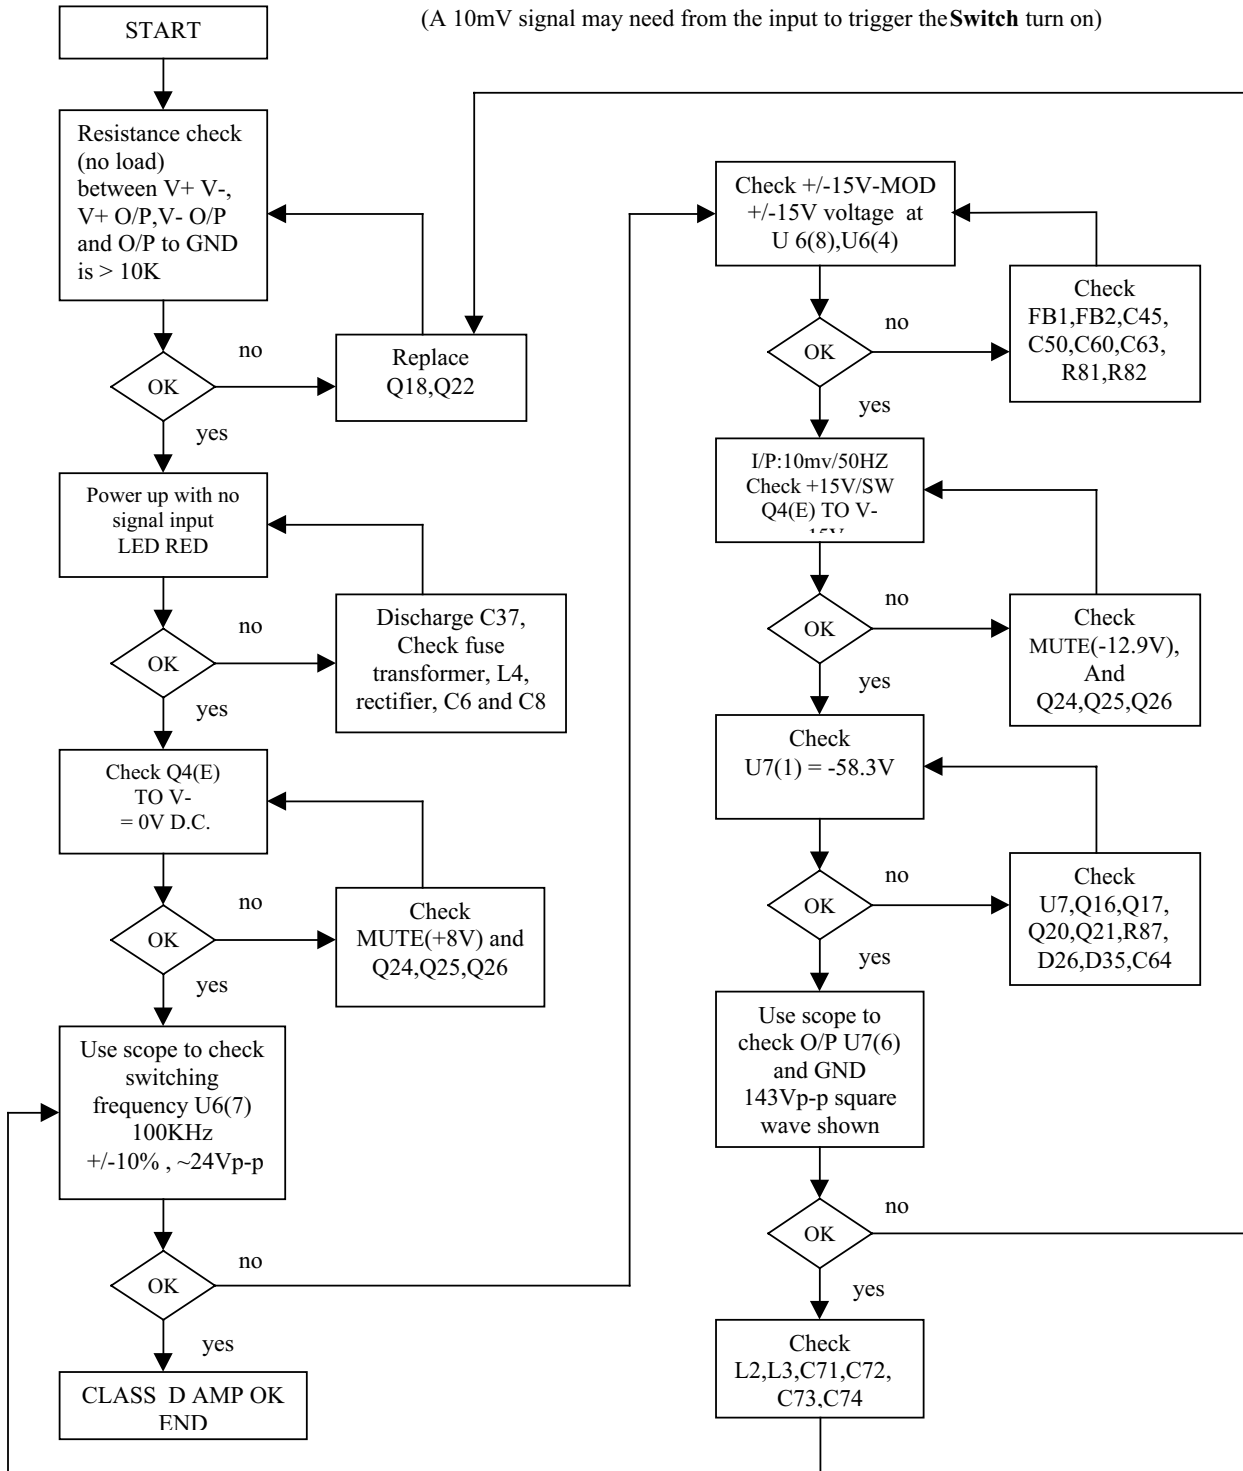 (A 10mV signal may need from the input to trigger the Switch turn on)
START
Resistance check
(no load)
between V+ V-,
V+ O/P,V- O/P
and O/P to GND
is > 10K
OK
no
yes
Replace
Q18,Q22
Power up with no
signal input
LED RED
OK
no
yes
Discharge C37,
Check fuse
transformer, L4,
rectifier, C6 and C8
Check Q4(E)
TO V-
= 0V D.C.
OK
no
yes
Check
MUTE(+8V) and
Q24,Q25,Q26
Use scope to check
switching
frequency U6(7)
100KHz
+/-10% , ~24Vp-p
OK
no
yes
CLASS D AMP OK
END
Check +/-15V-MOD
+/-15V voltage at
U 6(8),U6(4)
OK
no
yes
Check
FB1,FB2,C45,
C50,C60,C63,
R81,R82
I/P:10mv/50HZ
Check +15V/SW
Q4(E) TO V-
15V
OK
no
yes
Check
MUTE(-12.9V),
And
Q24,Q25,Q26
Check
U7(1) = -58.3V
OK
no
yes
Check
U7,Q16,Q17,
Q20,Q21,R87,
D26,D35,C64
Use scope to
check O/P U7(6)
and GND
143Vp-p square
wave shown
OK
no
yes
Check
L2,L3,C71,C72,
C73,C74